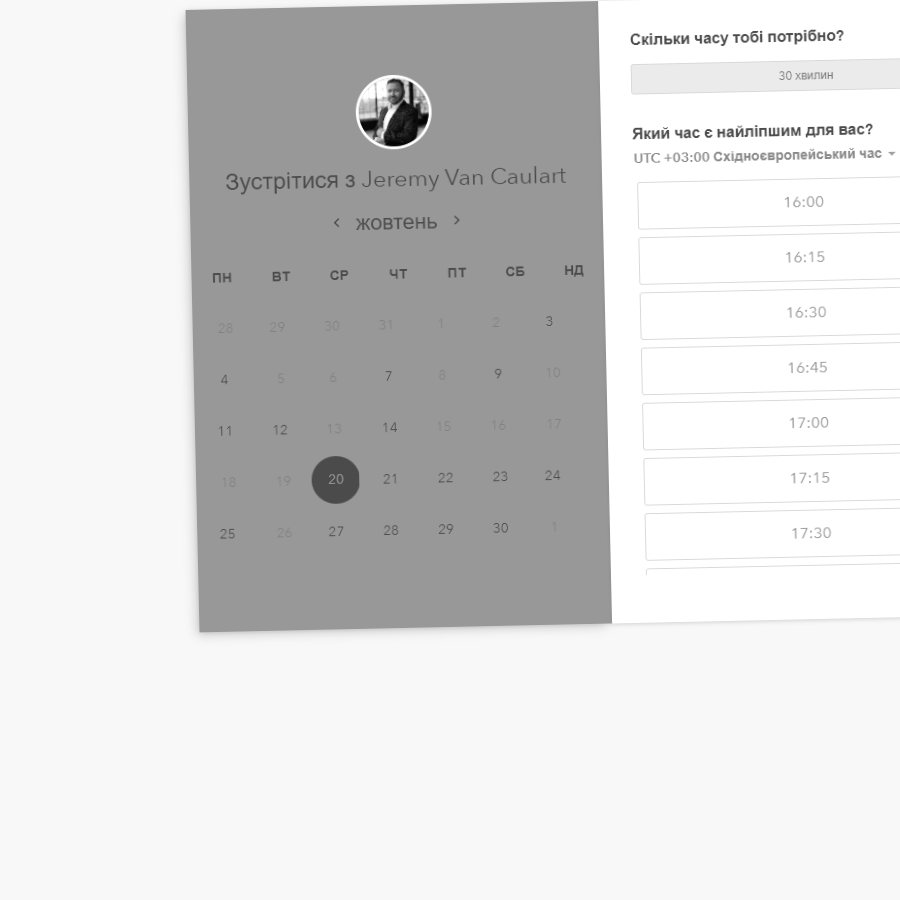 Зустрітися з Jeremy Van Caulart
жовтень
ПН ВТ СР ЧТ ПТ СБ НД
28 29 30 31 1 2 3
4 5 6 7 8 9 10
11 12 13 14 15 16 17
18 19 20 21 22 23 24
25 26 27 28 29 30 1
Скільки часу тобі потрібно?
30 хвилин
Який час є найліпшим для вас?
UTC +03:00 Східноєвропейський час
16:00
16:15
16:30
16:45
17:00
17:15
17:30